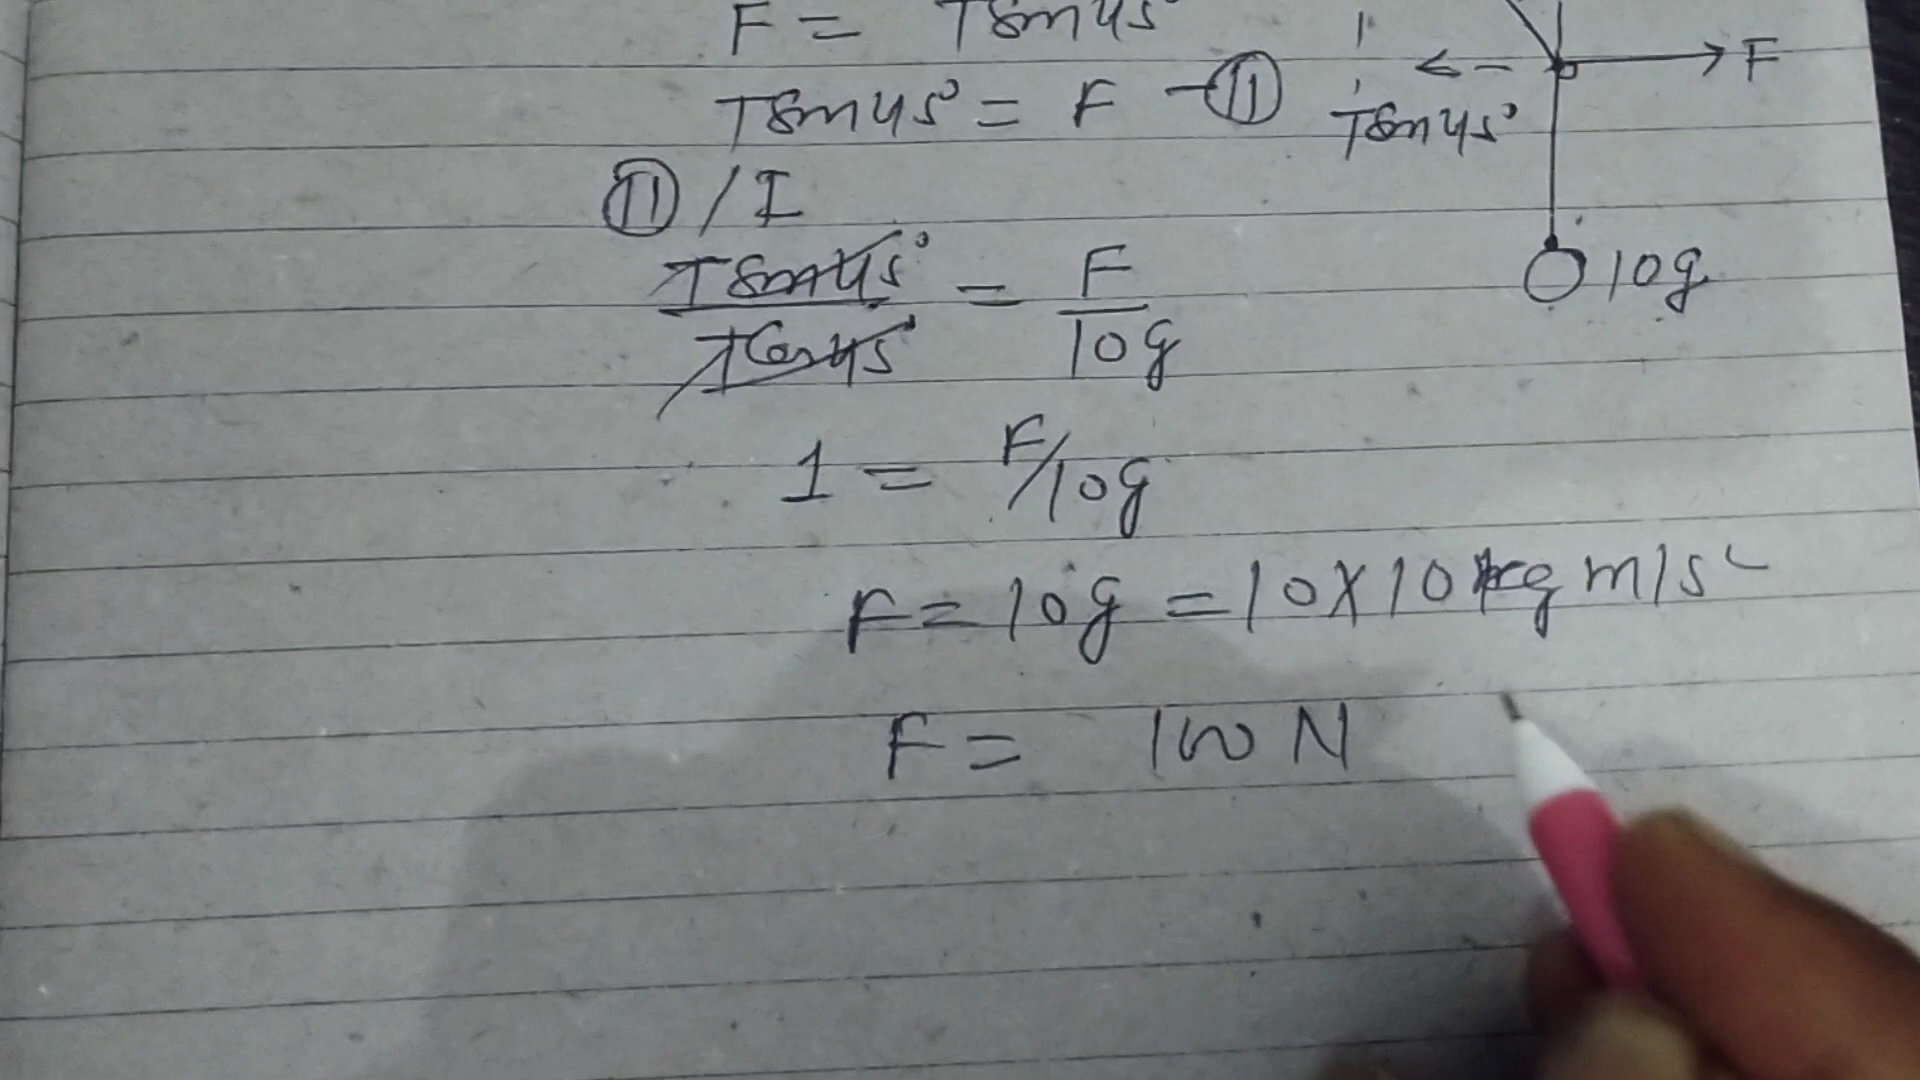 F = T Sin 45°
T Sin 45° = F — II
← F
T Sin 45°
II / I
T Sin 45° / T Cos 45° = F / 10g
10g
1 = F/10g
F = 10g = 10 X 10 kg m/s²
F = 100 N